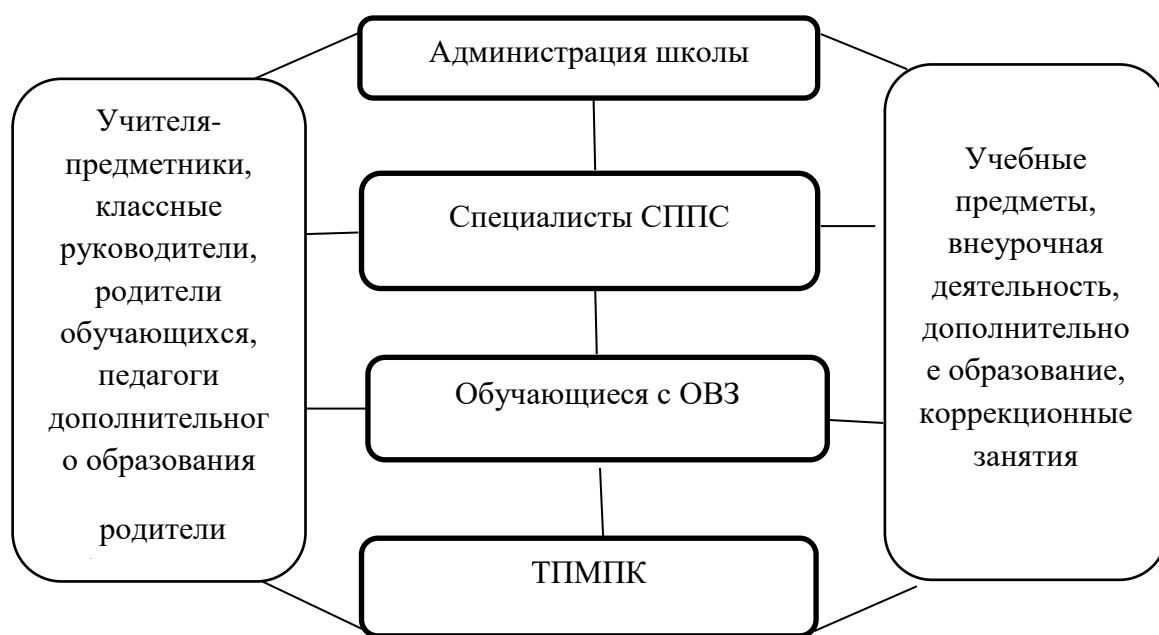 Администрация школы
Учителя-
предметники,
классные
руководители,
родители
обучающихся,
педагоги
дополнительног
о образования
родители
Специалисты СППС
Обучающиеся с ОВЗ
ТПМПК
Учебные
предметы,
внеурочная
деятельность,
дополнительно
е образование,
коррекционные
занятия